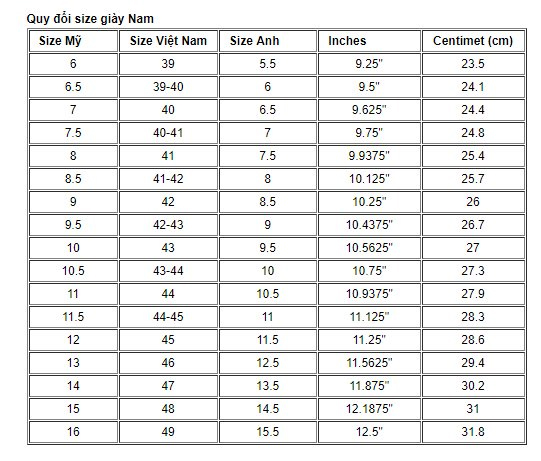 Quy đổi size giày Nam
Size Mỹ Size Việt Nam Size Anh Inches Centimet (cm)
6 39 5.5 9.25" 23.5
6.5 39-40 6 9.5" 24.1
7 40 6.5 9.625" 24.4
7.5 40-41 7 9.75" 24.8
8 41 7.5 9.9375" 25.4
8.5 41-42 8 10.125" 25.7
9 42 8.5 10.25" 26
9.5 42-43 9 10.4375" 26.7
10 43 9.5 10.5625" 27
10.5 43-44 10 10.75" 27.3
11 44 10.5 10.9375" 27.9
11.5 44-45 11 11.125" 28.3
12 45 11.5 11.25" 28.6
13 46 12.5 11.5625" 29.4
14 47 13.5 11.875" 30.2
15 48 14.5 12.1875" 31
16 49 15.5 12.5" 31.8